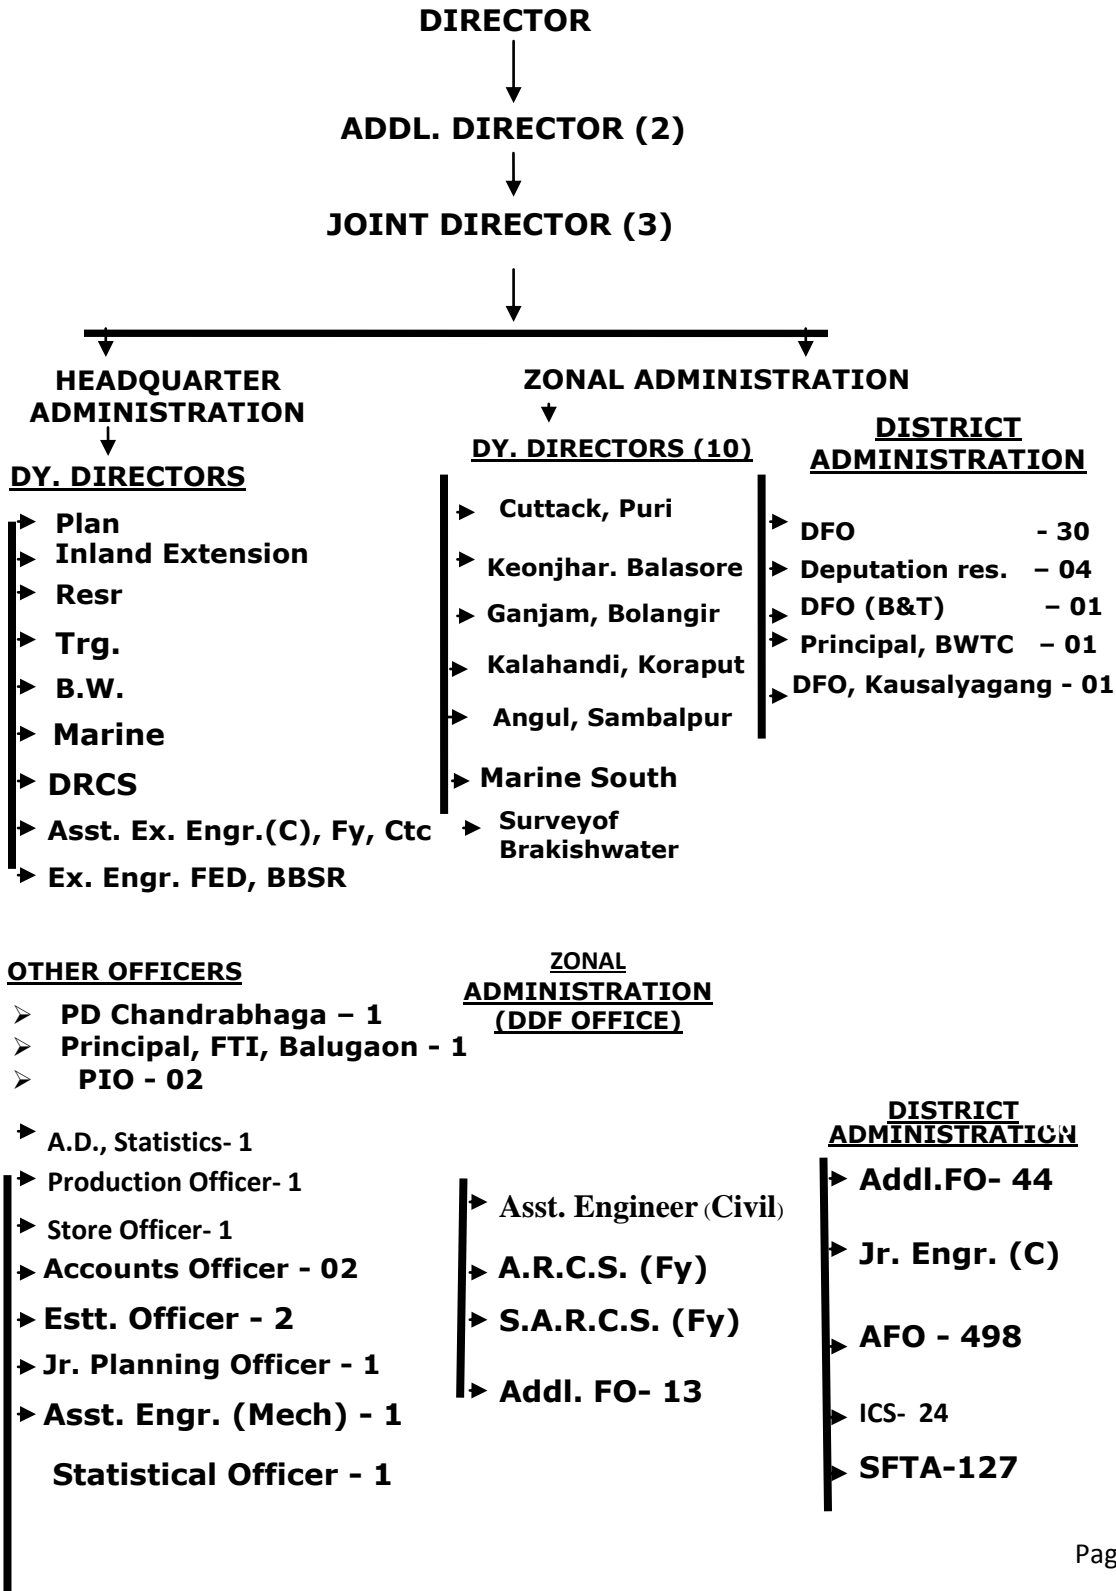 DIRECTOR
ADDL. DIRECTOR (2)
JOINT DIRECTOR (3)
HEADQUARTER
ADMINISTRATION
DY. DIRECTORS
Plan
Inland Extension
Resr
Trg.
B.W.
Marine
DRCS
Asst. Ex. Engr.(C), Fy, Ctc
Ex. Engr. FED, BBSR
ZONAL ADMINISTRATION
DY. DIRECTORS (10)
Cuttack, Puri
Keonjhar. Balasore
Ganjam, Bolangir
Kalahandi, Koraput
Angul, Sambalpur
Marine South
Surveyof
Brakishwater
DISTRICT
ADMINISTRATION
DFO - 30
Deputation res. – 04
DFO (B&T) – 01
Principal, BWTC – 01
DFO, Kausalyagang - 01
OTHER OFFICERS
PD Chandrabhaga – 1
Principal, FTI, Balugaon - 1
PIO - 02
A.D., Statistics- 1
Production Officer- 1
Store Officer- 1
Accounts Officer - 02
Estt. Officer - 2
Jr. Planning Officer - 1
Asst. Engr. (Mech) - 1
Statistical Officer - 1
ZONAL
ADMINISTRATION
(DDF OFFICE)
Asst. Engineer (Civil)
A.R.C.S. (Fy)
S.A.R.C.S. (Fy)
Addl. FO- 13
DISTRICT
ADMINISTRATION
Addl.FO- 44
Jr. Engr. (C)
AFO - 498
ICS- 24
SFTA-127
Pag